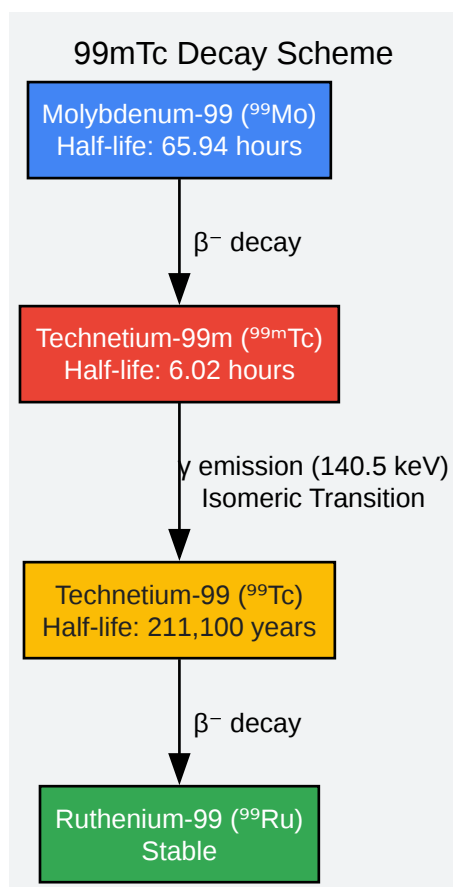 99mTc Decay Scheme
Molybdenum-99 (⁹⁹Mo)
Half-life: 65.94 hours
β⁻ decay
Technetium-99m (⁹⁹ᵐTc)
Half-life: 6.02 hours
γ emission (140.5 keV)
Isomeric Transition
Technetium-99 (⁹⁹Tc)
Half-life: 211,100 years
β⁻ decay
Ruthenium-99 (⁹⁹Ru)
Stable